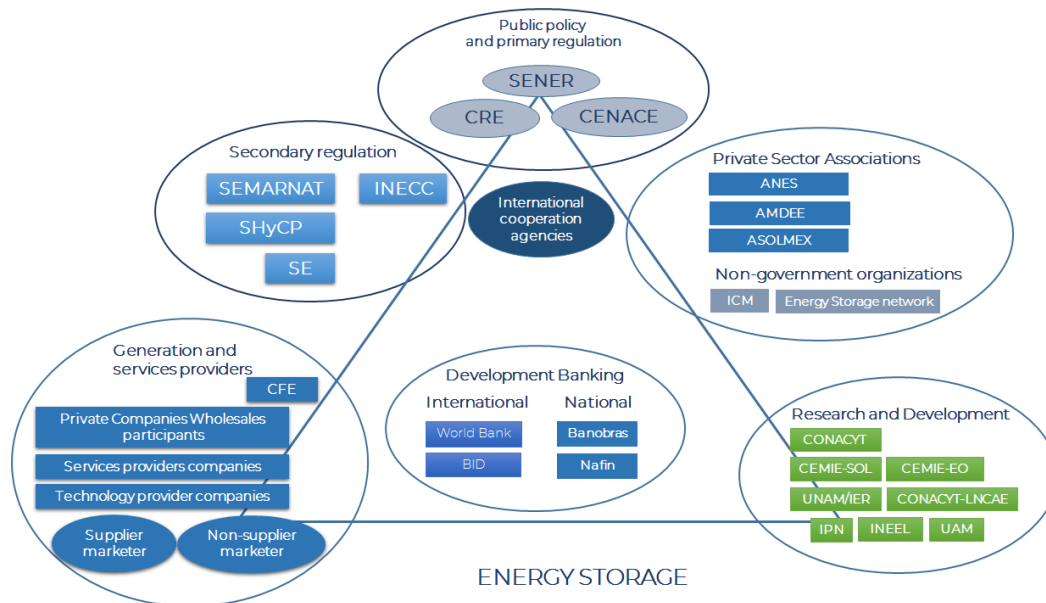 Public policy
and primary regulation
SENER
CRE
CENACE
Secondary regulation
SEMARNAT
INECC
SHyCP
SE
International
cooperation
agencies
Private Sector Associations
ANES
AMDEE
ASOLMEX
Non-government organizations
ICM
Energy Storage network
Generation and
services providers
CFE
Private Companies Wholesales
participants
Services providers companies
Technology provider companies
Supplier
marketer
Non-supplier
marketer
Development Banking
International
National
World Bank
Banobras
BID
Nafin
Research and Development
CONACYT
CEMIE-SOL
CEMIE-EO
UNAM/IER
CONACYT-LNCAE
IPN
INEEL
UAM
ENERGY STORAGE